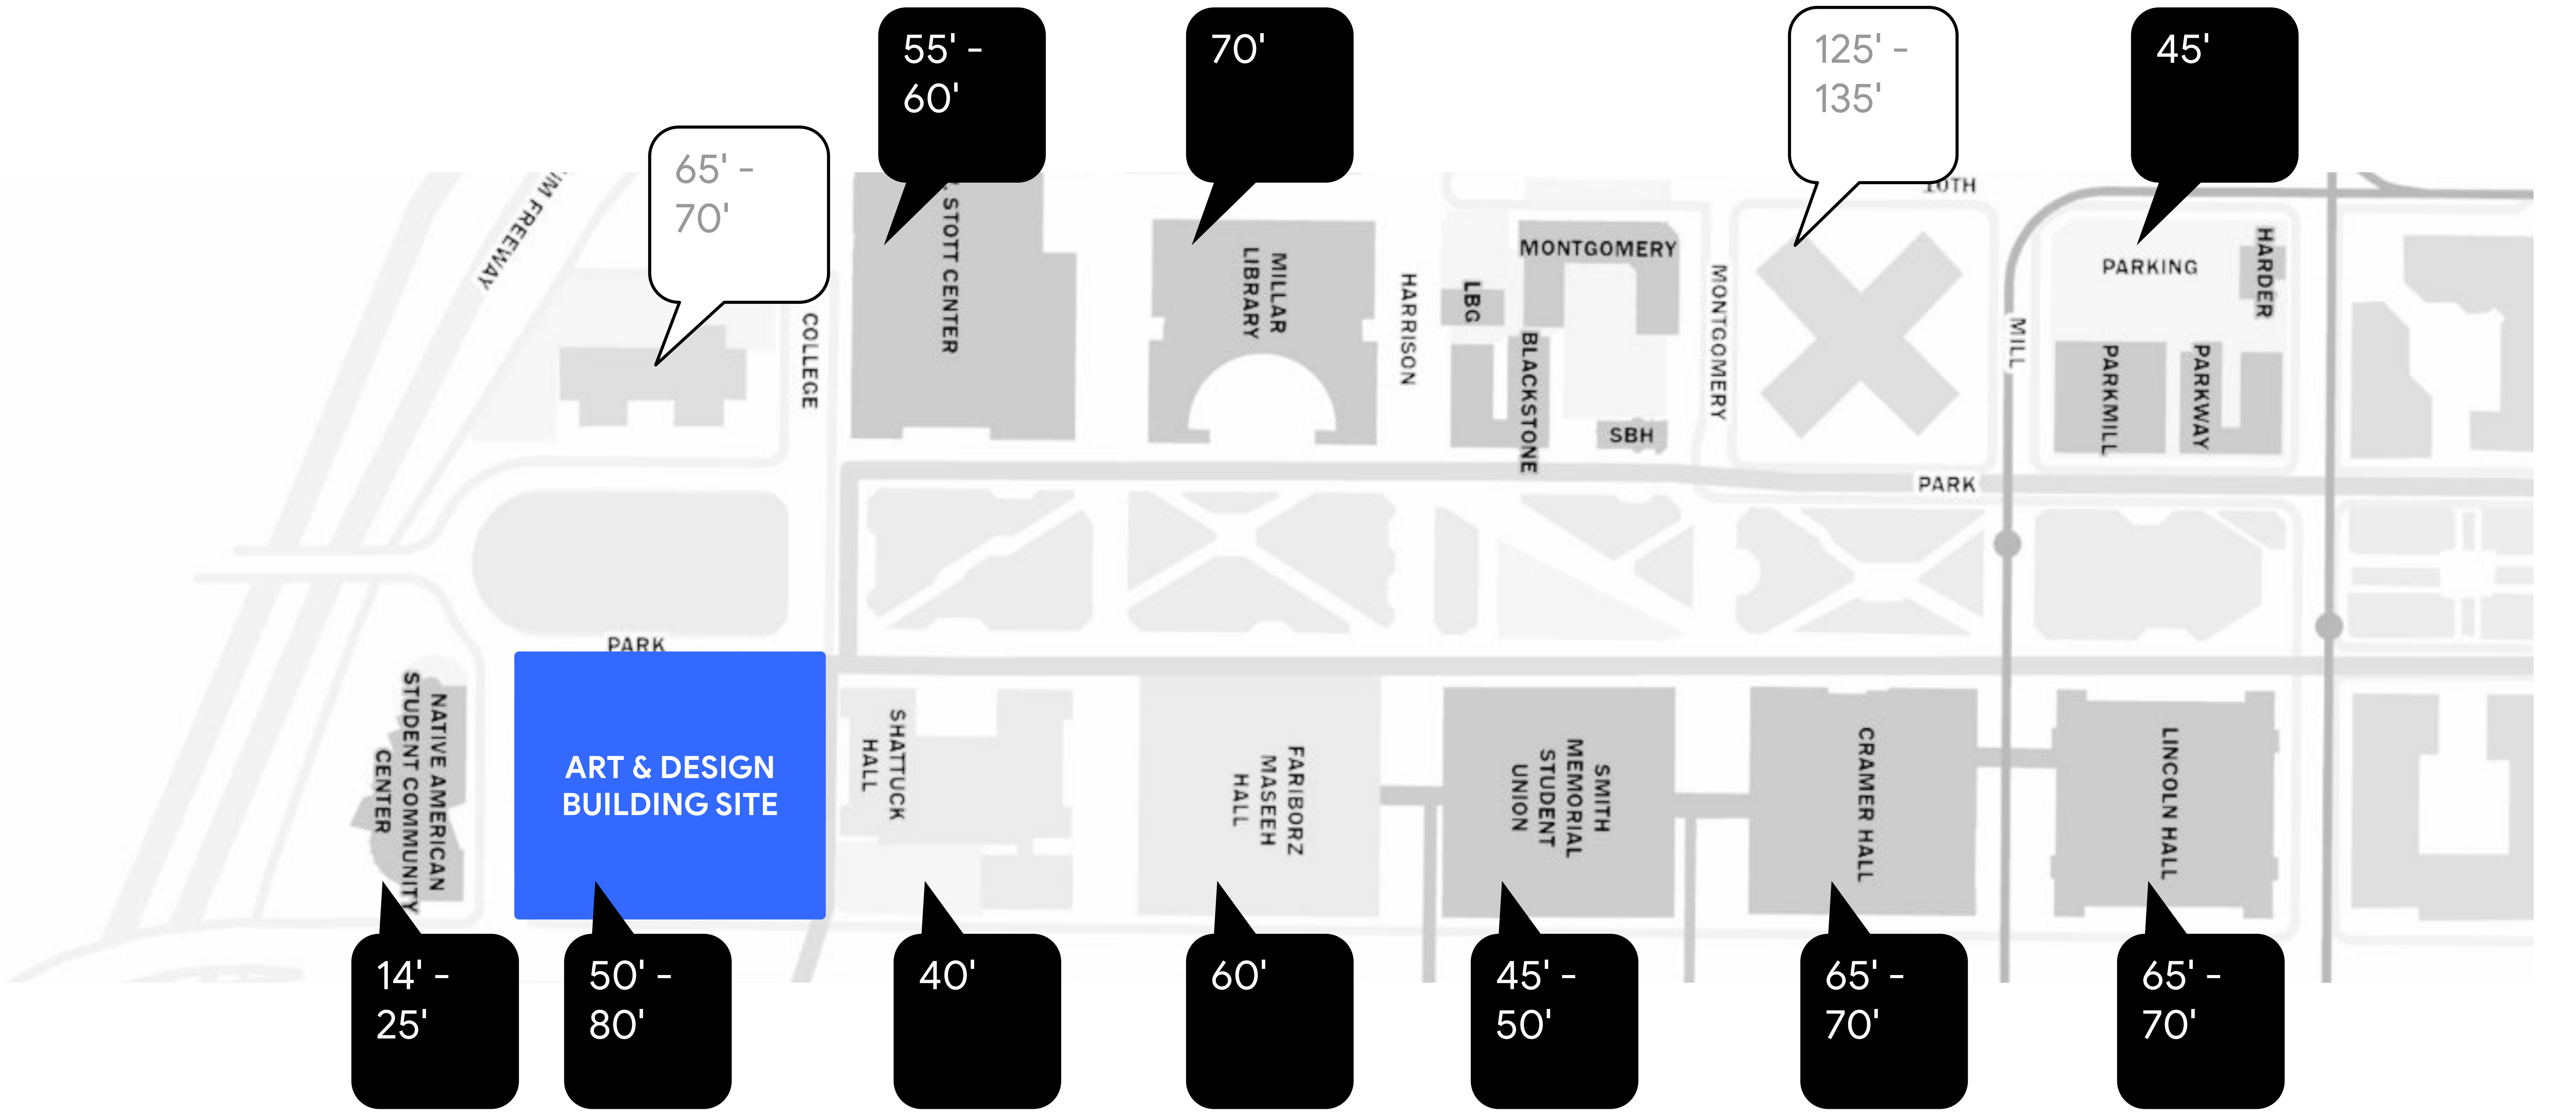 55' -
60'
70'
125' -
135'
45'
65' -
70'
10TH
FREEWAY
STOTT CENTER
MILLAR
LIBRARY
HARRISON
LBG
MONTGOMERY
BLACKSTONE
SBH
MONTGOMERY
MILL
PARKING
HARDER
PARKMILL
PARKWAY
COLLEGE
PARK
PARK
NATIVE AMERICAN
STUDENT COMMUNITY
CENTER
ART & DESIGN
BUILDING SITE
SHATTUCK
HALL
FARIBORZ
MASEEH
HALL
SMITH
MEMORIAL
STUDENT
UNION
CRAMER HALL
LINCOLN HALL
14' -
25'
50' -
80'
40'
60'
45' -
50'
65' -
70'
65' -
70'